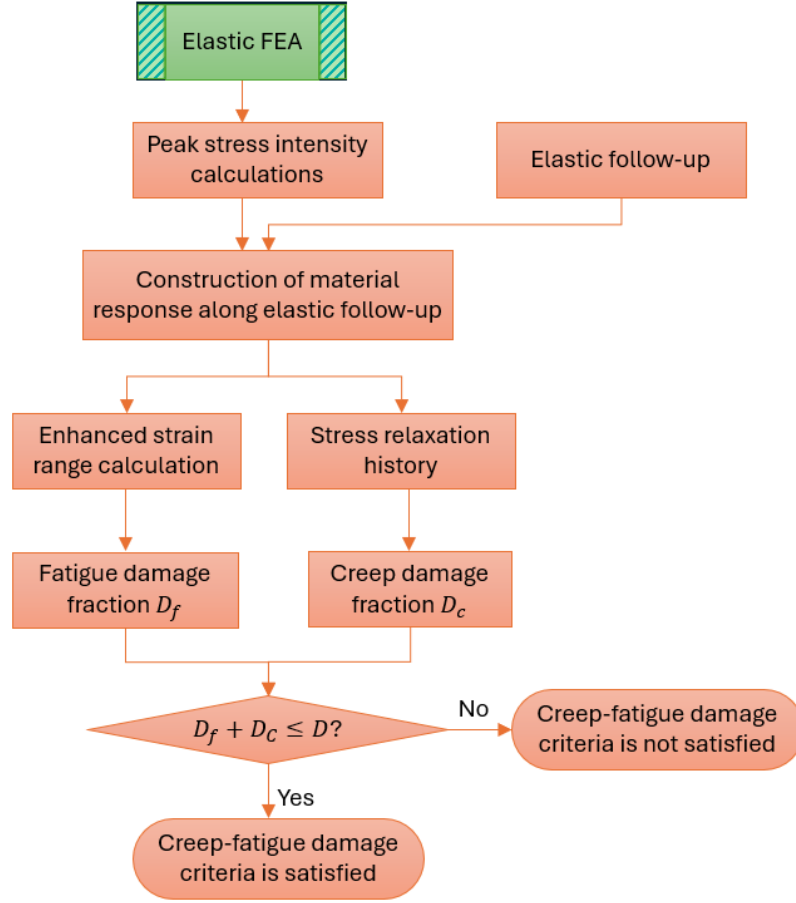 Elastic FEA
Peak stress intensity
calculations
Elastic follow-up
Construction of material
response along elastic follow-up
Enhanced strain
range calculation
Stress relaxation
history
Fatigue damage
fraction D_f
Creep damage
fraction D_c
D_f + D_C ≤ D?
No
Creep-fatigue damage
criteria is not satisfied
Yes
Creep-fatigue damage
criteria is satisfied